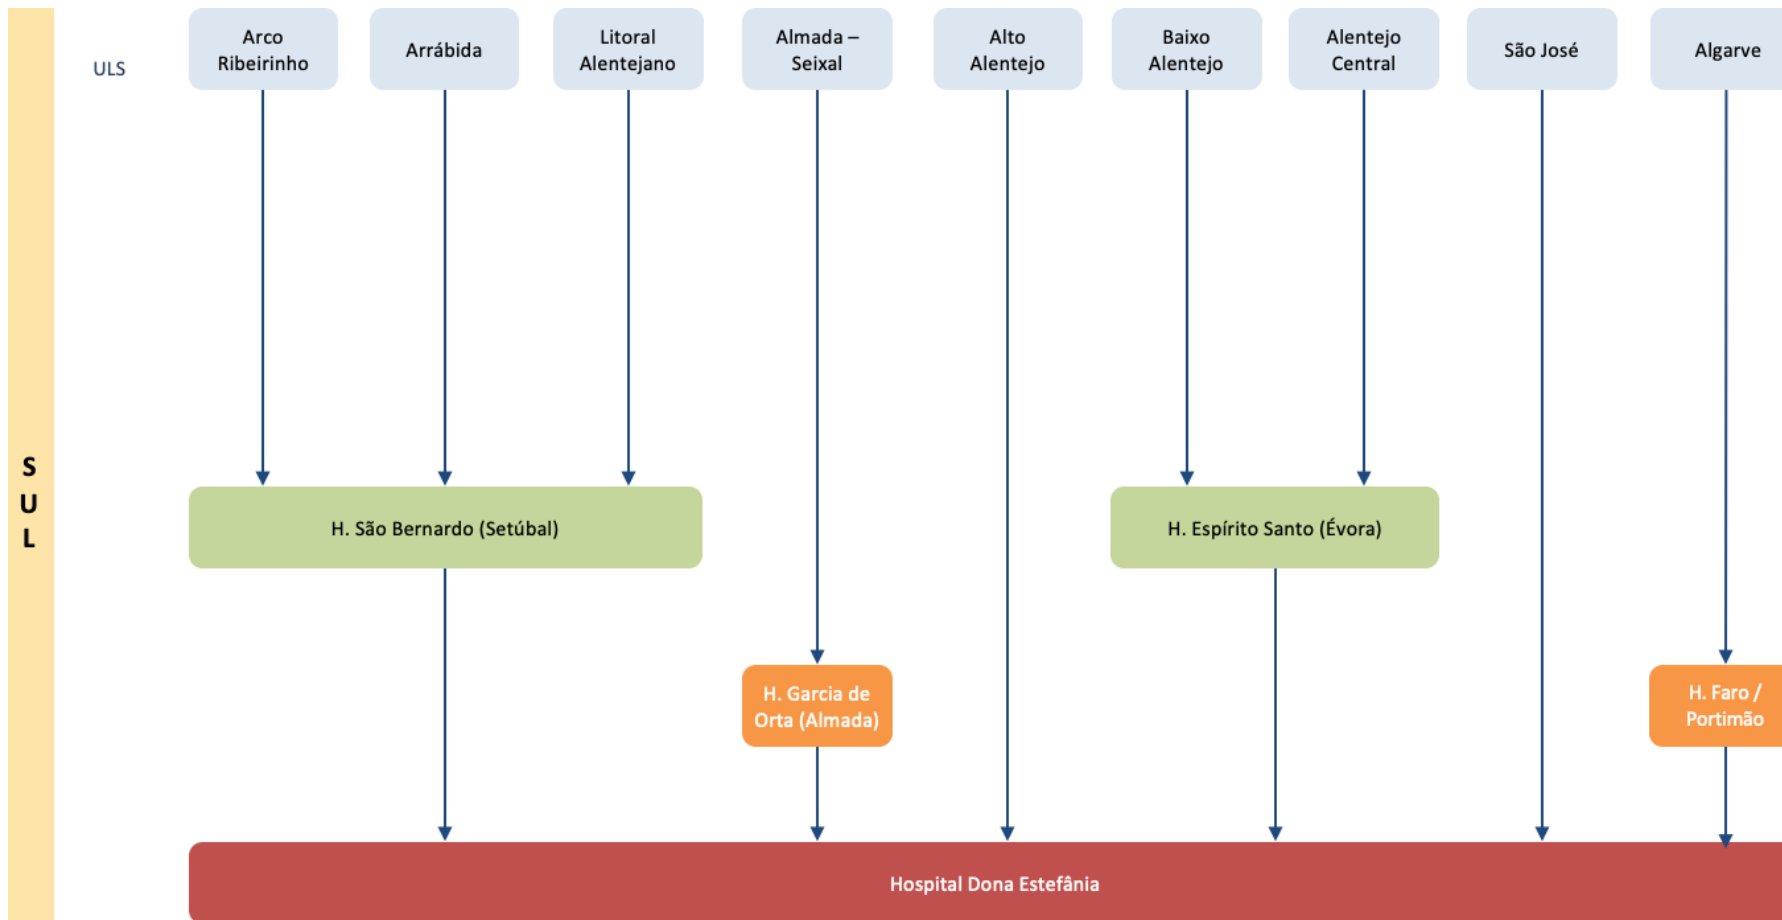 ULS
Arco
Ribeirinho
Arrábida
Litoral
Alentejano
Almada –
Seixal
Alto
Alentejo
Baixo
Alentejo
Alentejo
Central
São José
Algarve
S
U
L
H. São Bernardo (Setúbal)
H. Espírito Santo (Évora)
H. Garcia de
Orta (Almada)
H. Faro /
Portimão
Hospital Dona Estefânia